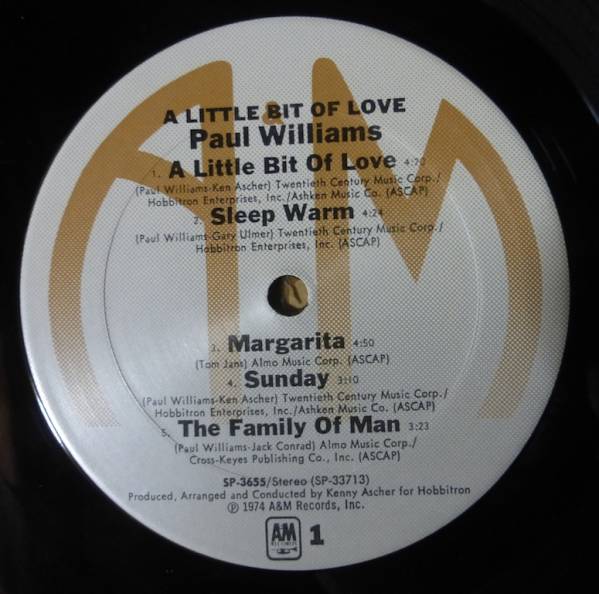 A LITTLE BIT OF LOVE
Paul Williams
1. A Little Bit Of Love 4:20
(Paul Williams-Ken Ascher) Twentieth Century Music Corp./
Hobbitron Enterprises, Inc./Ashken Music Co. (ASCAP)
2. Sleep Warm 4:24
(Paul Williams-Gary Ulmer) Twentieth Century Music Corp./
Hobbitron Enterprises, Inc. (ASCAP)
3. Margarita 4:50
(Tom Jans) Almo Music Corp. (ASCAP)
4. Sunday 3:10
(Paul Williams-Ken Ascher) Twentieth Century Music Corp./
Hobbitron Enterprises, Inc./Ashken Music Co. (ASCAP)
5. The Family Of Man 3:23
(Paul Williams-Jack Conrad) Almo Music Corp./
Cross-Keyes Publishing Co., Inc. (ASCAP)
SP-3655/Stereo (SP-33713)
Produced, Arranged and Conducted by Kenny Ascher for Hobbitron
Ⓟ 1974 A&M Records, Inc.
A&M RECORDS 1